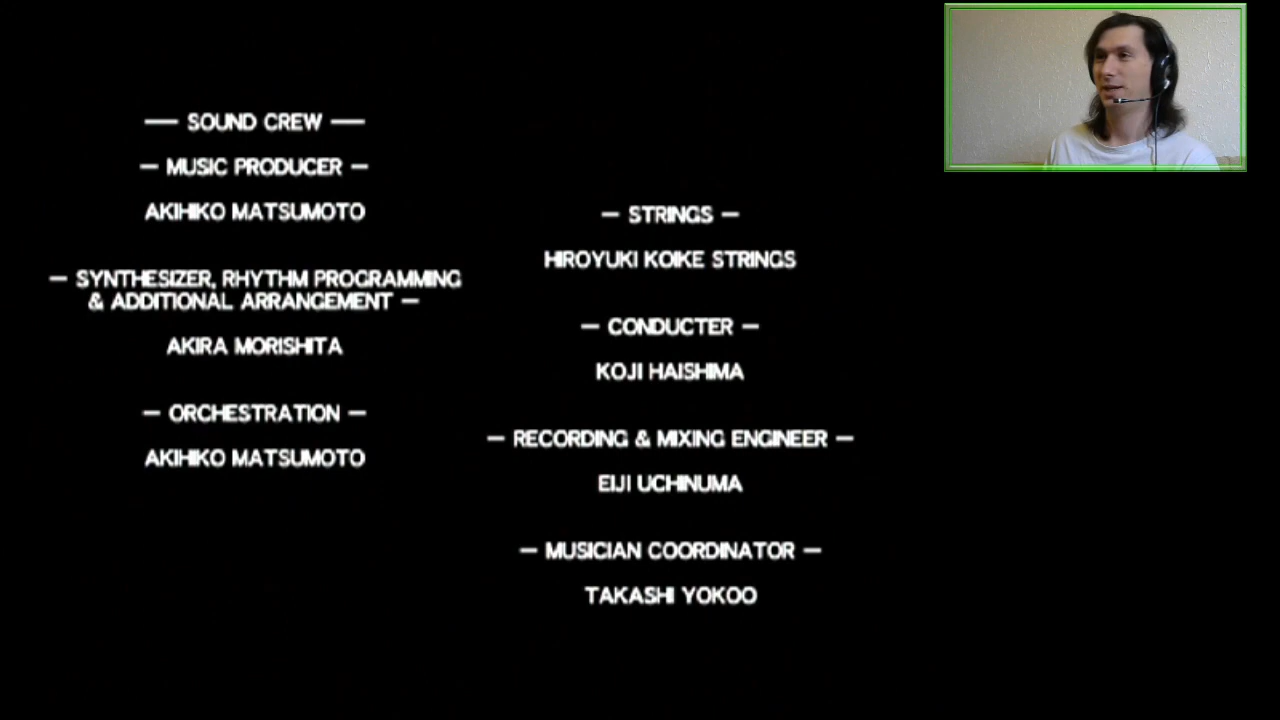 — SOUND CREW —
— MUSIC PRODUCER —
AKIHIKO MATSUMOTO
— SYNTHESIZER, RHYTHM PROGRAMMING
& ADDITIONAL ARRANGEMENT —
AKIRA MORISHITA
— ORCHESTRATION —
AKIHIKO MATSUMOTO
— STRINGS —
HIROYUKI KOIKE STRINGS
— CONDUCTER —
KOJI HAISHIMA
— RECORDING & MIXING ENGINEER —
EIJI UCHINUMA
— MUSICIAN COORDINATOR —
TAKASHI YOKOO